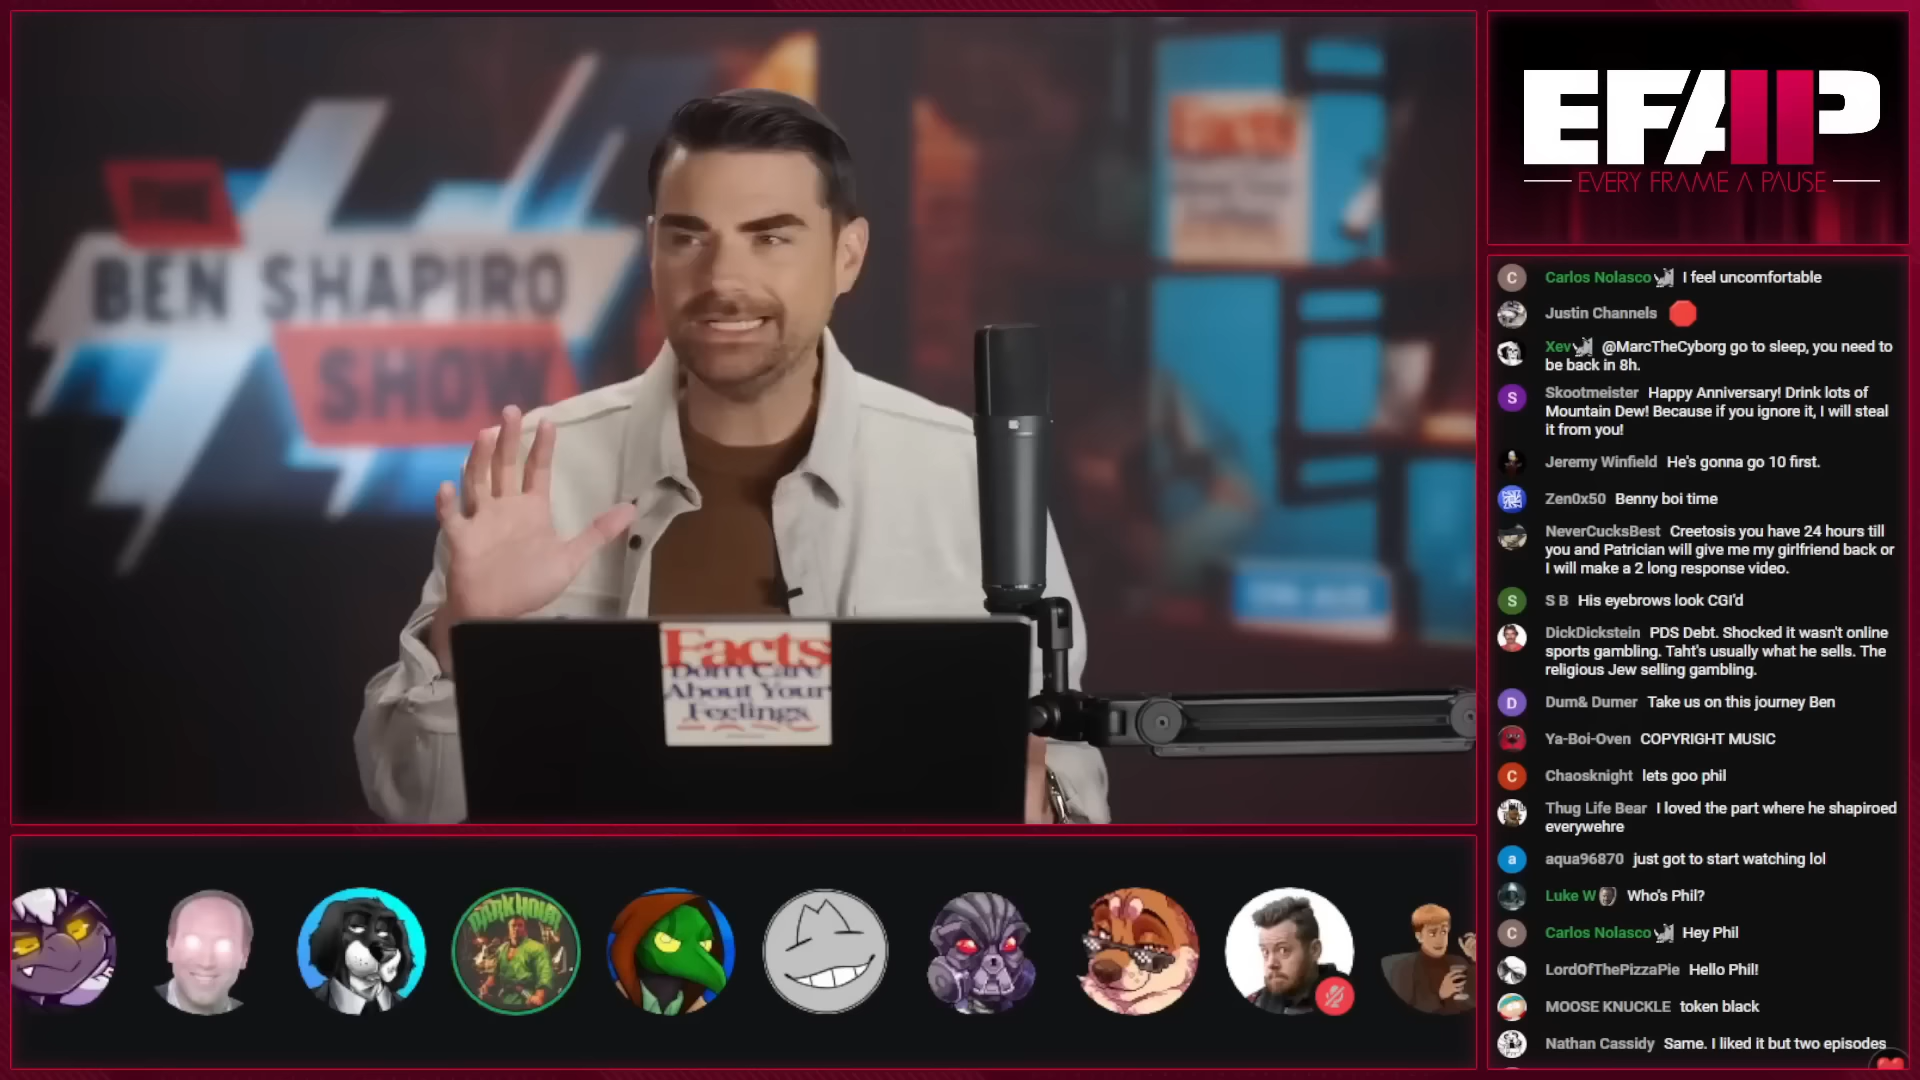 THE
BEN SHAPIRO
SHOW
Facts
Don't Care
About Your
Feelings
ON AIR
DARKHOUR
EFAP
EVERY FRAME A PAUSE
C Carlos Nolasco I feel uncomfortable
Justin Channels
Xev @MarcTheCyborg go to sleep, you need to
be back in 8h.
S Skootmeister Happy Anniversary! Drink lots of
Mountain Dew! Because if you ignore it, I will steal
it from you!
Jeremy Winfield He's gonna go 10 first.
Zen0x50 Benny boi time
NeverCucksBest Creetosis you have 24 hours till
you and Patrician will give me my girlfriend back or
I will make a 2 long response video.
S S B His eyebrows look CGI'd
DickDickstein PDS Debt. Shocked it wasn't online
sports gambling. Taht's usually what he sells. The
religious Jew selling gambling.
D Dum& Dumer Take us on this journey Ben
Ya-Boi-Oven COPYRIGHT MUSIC
C Chaosknight lets goo phil
Thug Life Bear I loved the part where he shapiroed
everywehre
a aqua96870 just got to start watching lol
Luke W Who's Phil?
C Carlos Nolasco Hey Phil
LordOfThePizzaPie Hello Phil!
MOOSE KNUCKLE token black
Nathan Cassidy Same. I liked it but two episodes